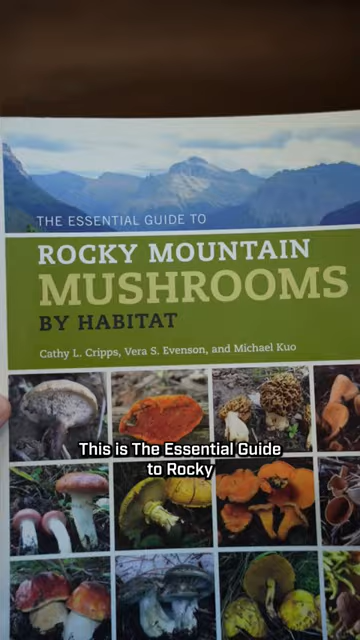 THE ESSENTIAL GUIDE TO
ROCKY MOUNTAIN
MUSHROOMS
BY HABITAT
Cathy L. Cripps, Vera S. Evenson, and Michael Kuo
This is The Essential Guide
to Rocky